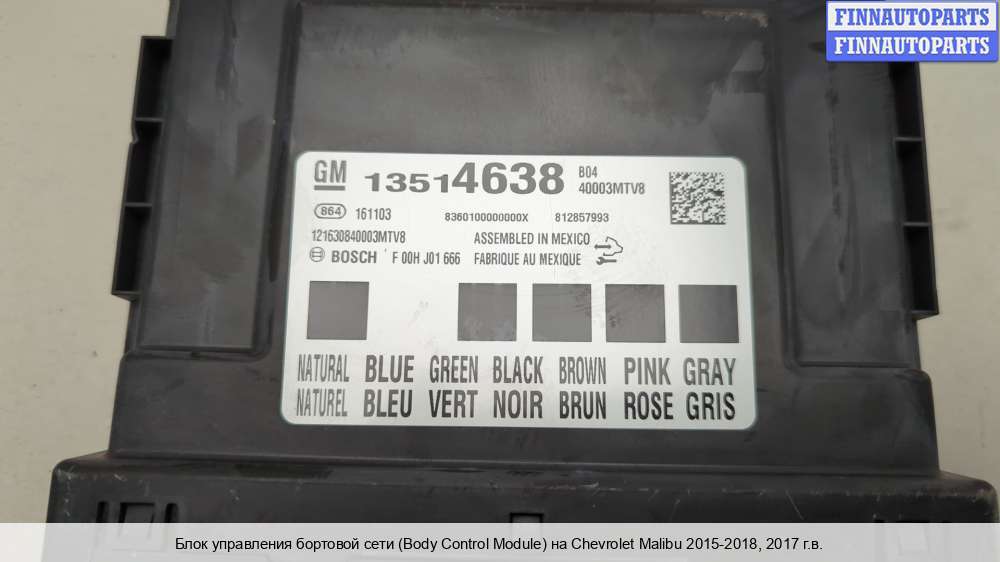 FINNAUTOPARTS
FINNAUTOPARTS
GM 13514638 B04
40003MTV8
864 161103 8360100000000X 812857993
121630840003MTV8 ASSEMBLED IN MEXICO
BOSCH F 00H J01 666 FABRIQUE AU MEXIQUE
NATURAL BLUE GREEN BLACK BROWN PINK GRAY
NATUREL BLEU VERT NOIR BRUN ROSE GRIS
Блок управления бортовой сети (Body Control Module) на Chevrolet Malibu 2015-2018, 2017 г.в.